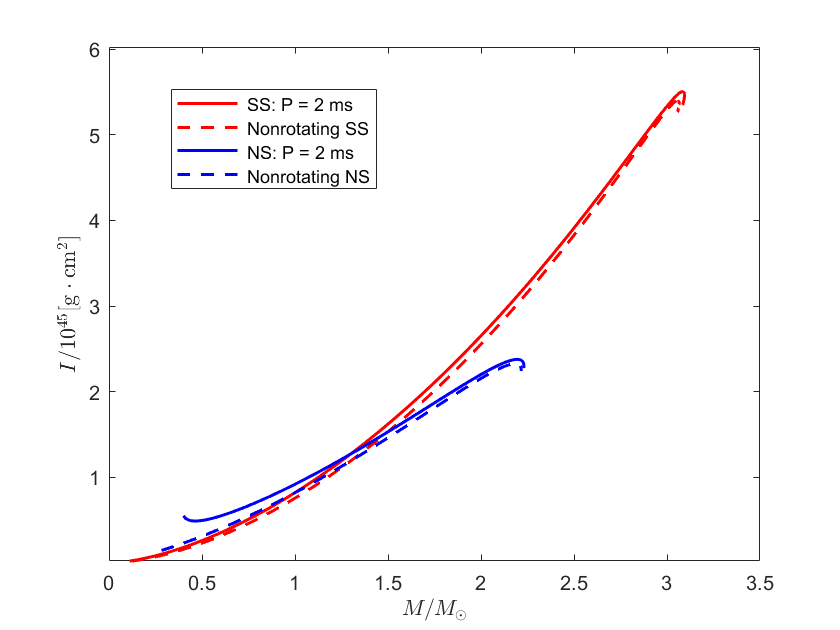 6
5
4
3
2
1
I/10^45[g · cm^2]
SS: P = 2 ms
Nonrotating SS
NS: P = 2 ms
Nonrotating NS
0 0.5 1 1.5 2 2.5 3 3.5
M/M⊙